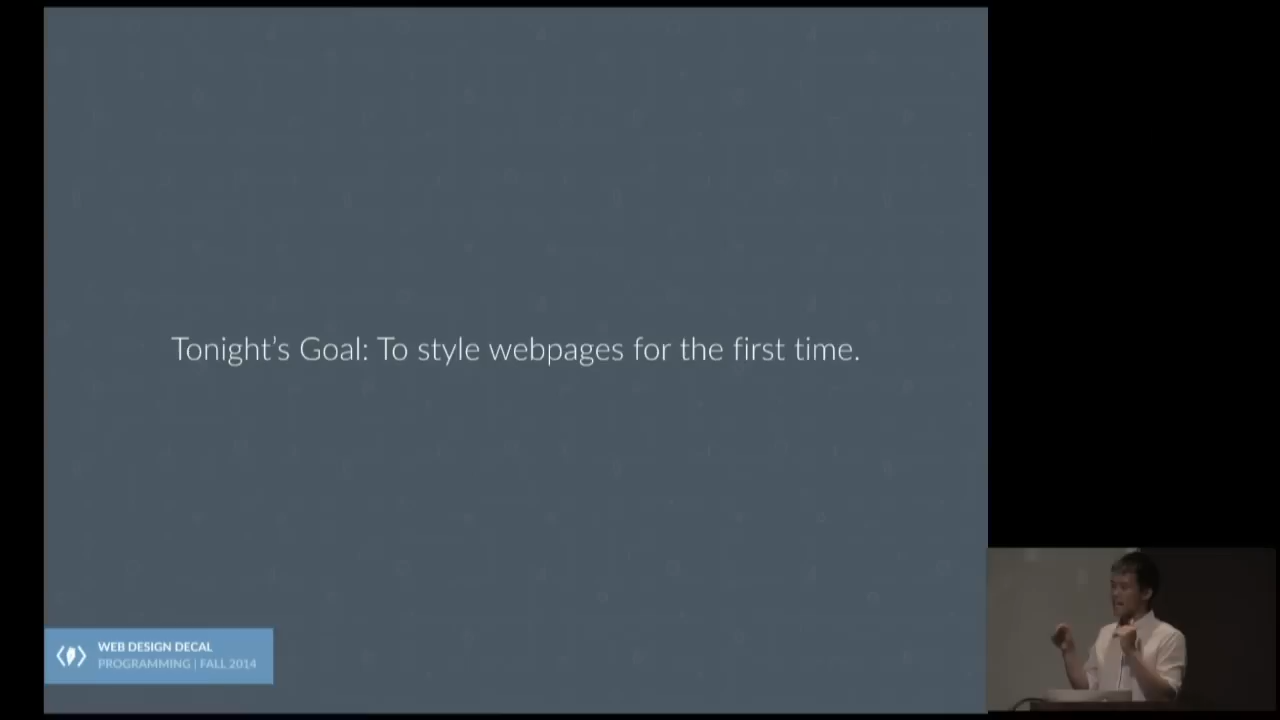 Tonight's Goal: To style webpages for the first time.
WEB DESIGN DECAL
PROGRAMMING | FALL 2014